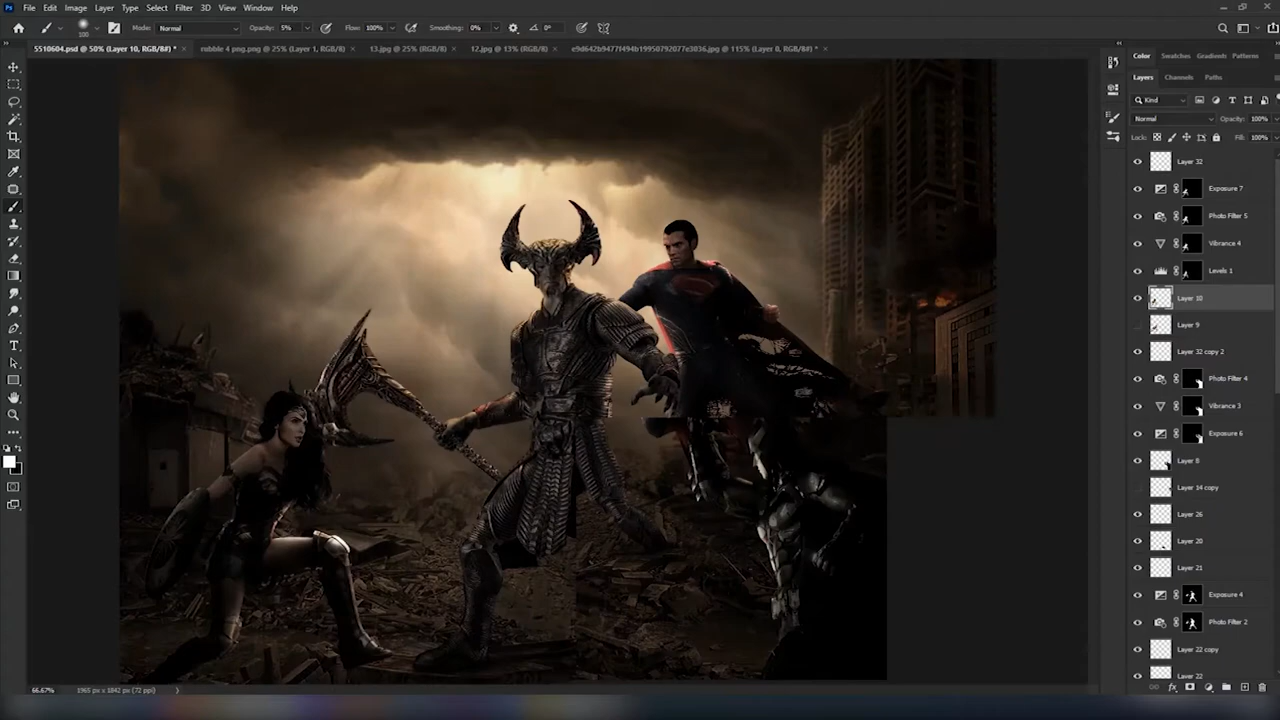 File Edit Image Layer Type Select Filter 3D View Window Help
100 Mode: Normal Opacity: 5% Flow: 100% Smoothing: 0% 0°
5510604.psd @ 50% (Layer 10, RGB/8#) * × rubble 4 png.png @ 25% (Layer 1, RGB/8) × 13.jpg @ 25% (RGB/8#) × 12.jpg @ 13% (RGB/8#) × e9d642b9477f494b19950792077e3036.jpg @ 115% (Layer 0, RGB/8#) * ×
Color Swatches Gradients Patterns
Layers Channels Paths
Kind
Normal Opacity: 100%
Lock: Fill: 100%
Layer 32
Exposure 7
Photo Filter 5
Vibrance 4
Levels 1
Layer 10
Layer 9
Layer 32 copy 2
Photo Filter 4
Vibrance 3
Exposure 6
Layer 8
Layer 14 copy
Layer 26
Layer 20
Layer 21
Exposure 4
Photo Filter 2
Layer 22 copy
Layer 22
66.67% 1965 px x 1842 px (72 ppi)